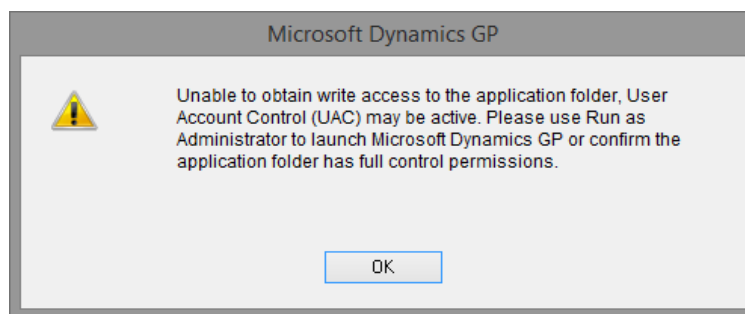 Microsoft Dynamics GP
Unable to obtain write access to the application folder, User
Account Control (UAC) may be active. Please use Run as
Administrator to launch Microsoft Dynamics GP or confirm the
application folder has full control permissions.
OK